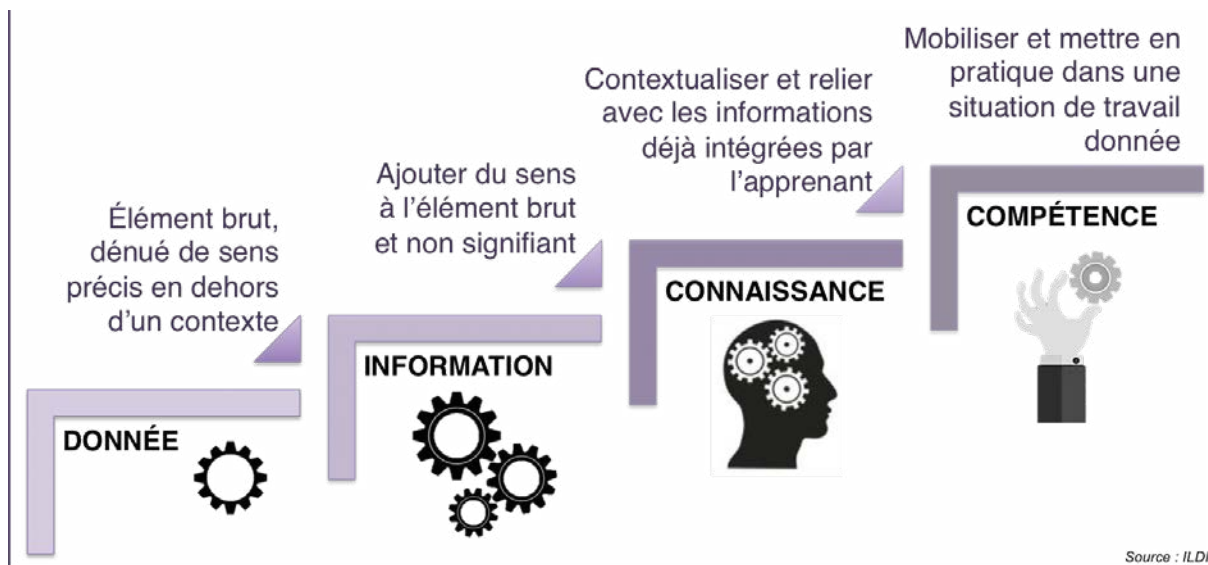 Élément brut,
dénué de sens
précis en dehors
d'un contexte
DONNÉE
Ajouter du sens
à l'élément brut
et non signifiant
INFORMATION
Contextualiser et relier
avec les informations
déjà intégrées par
l'apprenant
CONNAISSANCE
Mobiliser et mettre en
pratique dans une
situation de travail
donnée
COMPÉTENCE
Source : ILDI